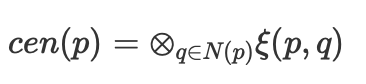 cen(p) = ⊗_{q∈N(p)} ξ(p, q)